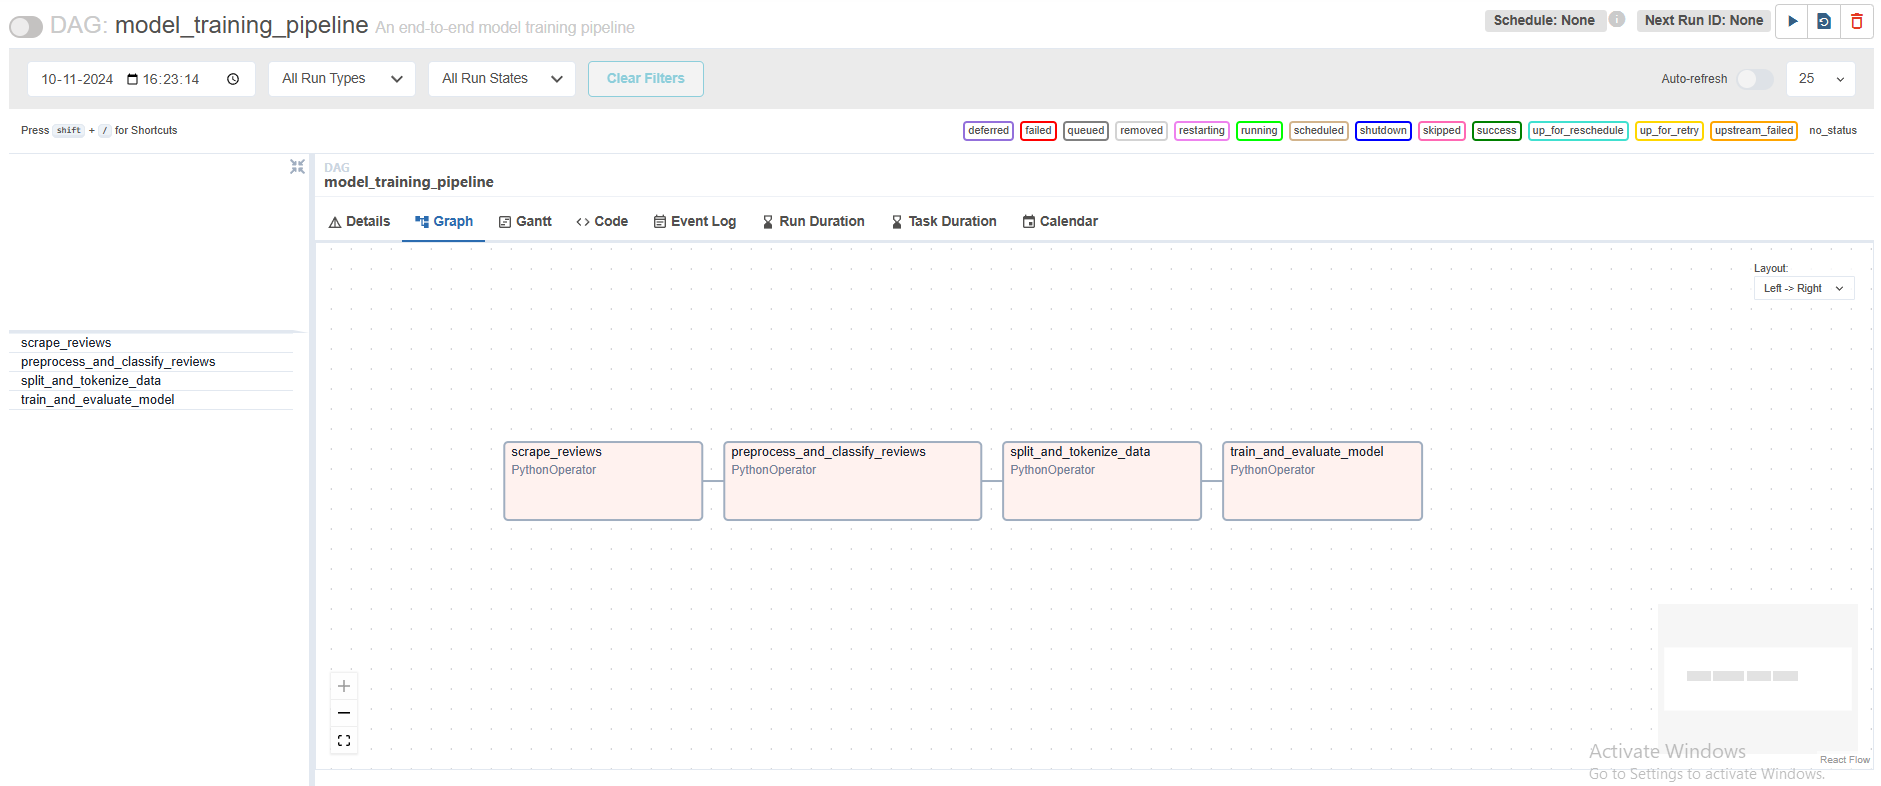 DAG: model_training_pipeline An end-to-end model training pipeline
Schedule: None
Next Run ID: None
10-11-2024 16:23:14
All Run Types
All Run States
Clear Filters
Auto-refresh
25
Press shift + / for Shortcuts
deferred
failed
queued
removed
restarting
running
scheduled
shutdown
skipped
success
up_for_reschedule
up_for_retry
upstream_failed
no_status
scrape_reviews
preprocess_and_classify_reviews
split_and_tokenize_data
train_and_evaluate_model
DAG
model_training_pipeline
Details
Graph
Gantt
Code
Event Log
Run Duration
Task Duration
Calendar
Layout:
Left -> Right
scrape_reviews
PythonOperator
preprocess_and_classify_reviews
PythonOperator
split_and_tokenize_data
PythonOperator
train_and_evaluate_model
PythonOperator
Activate Windows
Go to Settings to activate Windows.
React Flow